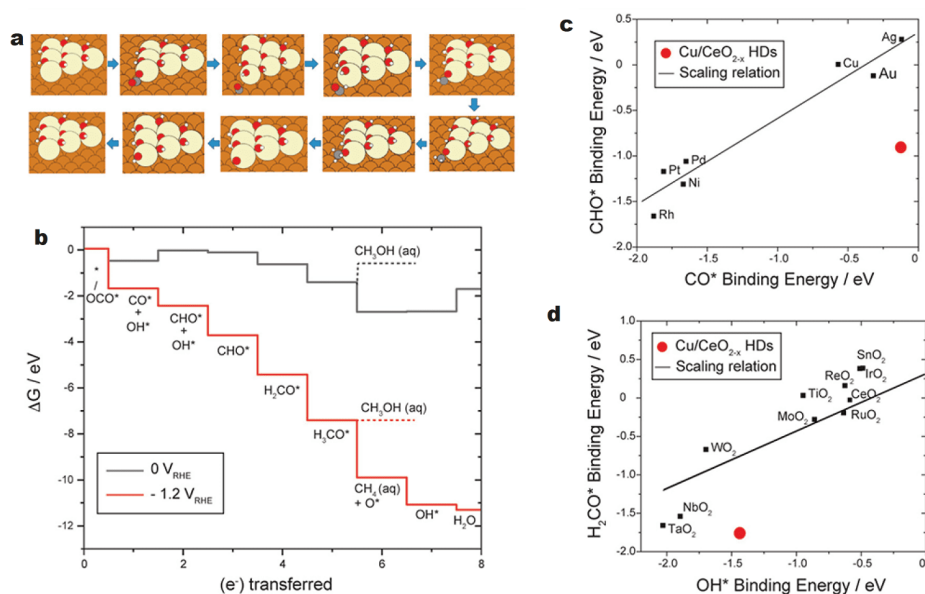 a
b
0
-2
-4
-6
-8
-10
-12
ΔG / eV
*
/
OCO*
CO*
+
OH*
CHO*
+
OH*
CHO*
H₂CO*
H₃CO*
CH₃OH (aq)
CH₃OH (aq)
CH₄ (aq)
+ O*
OH*
H₂O
0 V_RHE
- 1.2 V_RHE
0
2
4
6
8
(e⁻) transferred
c
0.5
0.25
0
-0.25
-0.5
-1.0
-1.5
-2.0
CHO* Binding Energy / eV
Cu/CeO₂₋ₓ HDs
Scaling relation
Ag
Cu
Au
Pd
Pt
Ni
Rh
-2.0
-1.5
-1.0
-0.5
0
CO* Binding Energy / eV
d
1.0
0.5
0
-0.5
-1.0
-1.5
-2.0
H₂CO* Binding Energy / eV
Cu/CeO₂₋ₓ HDs
Scaling relation
SnO₂
IrO₂
ReO₂
TiO₂
CeO₂
MoO₂
RuO₂
WO₂
NbO₂
TaO₂
-2.0
-1.5
-1.0
-0.5
0
OH* Binding Energy / eV